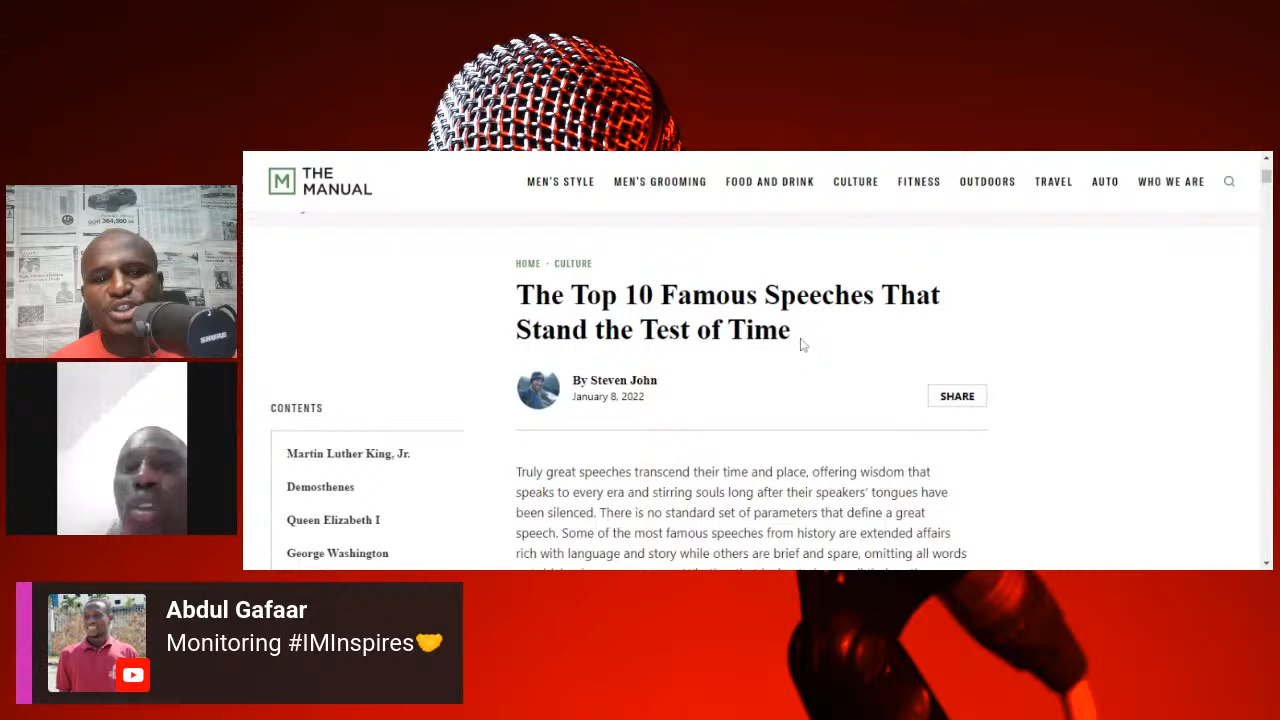 THE
MANUAL
MEN'S STYLE MEN'S GROOMING FOOD AND DRINK CULTURE FITNESS OUTDOORS TRAVEL AUTO WHO WE ARE
HOME - CULTURE
The Top 10 Famous Speeches That
Stand the Test of Time
By Steven John
January 8, 2022
SHARE
CONTENTS
Martin Luther King, Jr.
Demosthenes
Queen Elizabeth I
George Washington
Truly great speeches transcend their time and place, offering wisdom that
speaks to every era and stirring souls long after their speakers' tongues have
been silenced. There is no standard set of parameters that define a great
speech. Some of the most famous speeches from history are extended affairs
rich with language and story while others are brief and spare, omitting all words
364,500
SHURE
Abdul Gafaar
Monitoring #IMInspires🤝